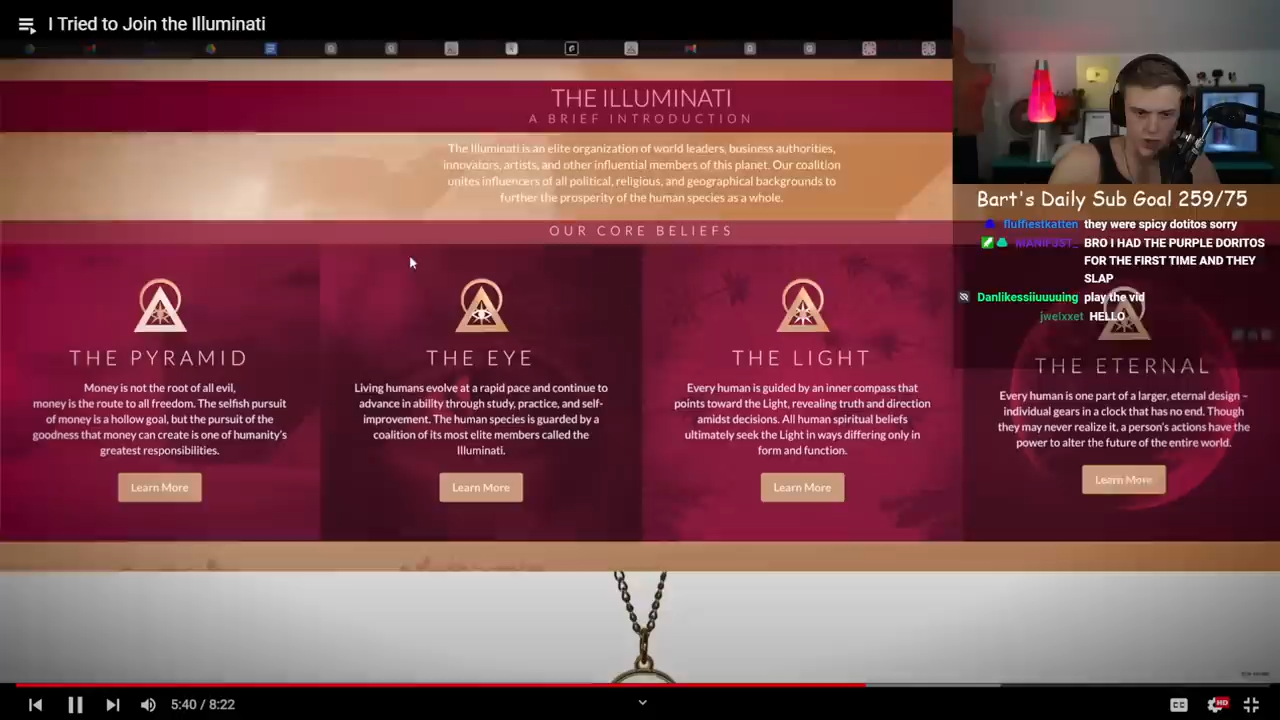 I Tried to Join the Illuminati
THE ILLUMINATI
A BRIEF INTRODUCTION
The Illuminati is an elite organization of world leaders, business authorities,
innovators, artists, and other influential members of this planet. Our coalition
unites influencers of all political, religious, and geographical backgrounds to
further the prosperity of the human species as a whole.
OUR CORE BELIEFS
THE PYRAMID
Money is not the root of all evil,
money is the route to all freedom. The selfish pursuit
of money is a hollow goal, but the pursuit of the
goodness that money can create is one of humanity's
greatest responsibilities.
Learn More
THE EYE
Living humans evolve at a rapid pace and continue to
advance in ability through study, practice, and self-
improvement. The human species is guarded by a
coalition of its most elite members called the
Illuminati.
Learn More
THE LIGHT
Every human is guided by an inner compass that
points toward the Light, revealing truth and direction
amidst decisions. All human spiritual beliefs
ultimately seek the Light in ways differing only in
form and function.
Learn More
THE ETERNAL
Every human is one part of a larger, eternal design –
individual gears in a clock that has no end. Though
they may never realize it, a person's actions have the
power to alter the future of the entire world.
Learn More
Bart's Daily Sub Goal 259/75
fluffiestkatten they were spicy dotitos sorry
MANIF3ST_ BRO I HAD THE PURPLE DORITOS
FOR THE FIRST TIME AND THEY
SLAP
Danlikessiiuuuuing play the vid
jwelxxet HELLO
5:40 / 8:22
CC
HD